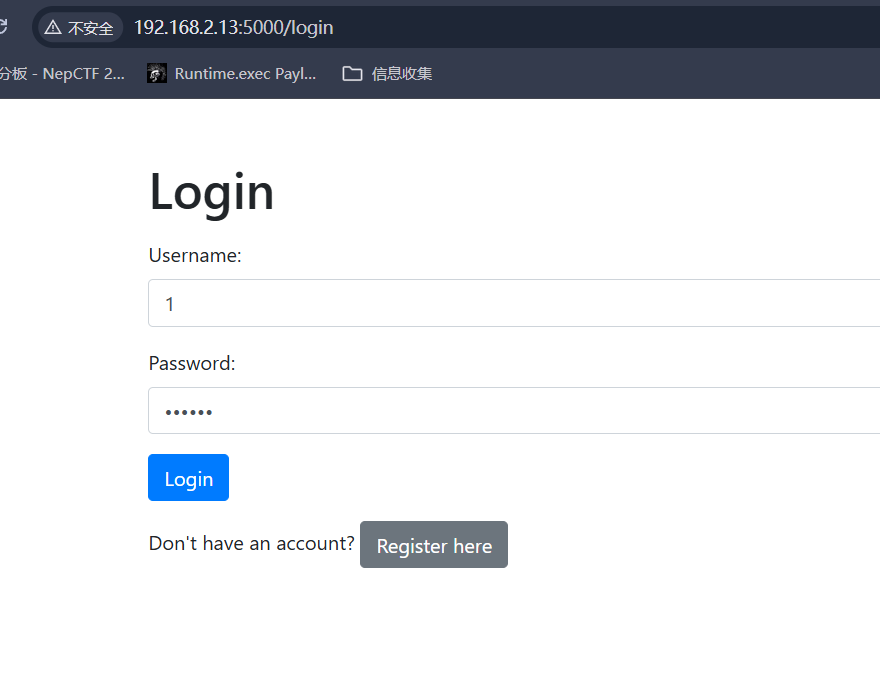 不安全 192.168.2.13:5000/login
分板 - NepCTF 2... Runtime.exec Payl... 信息收集
Login
Username:
1
Password:
••••••
Login
Don't have an account? Register here